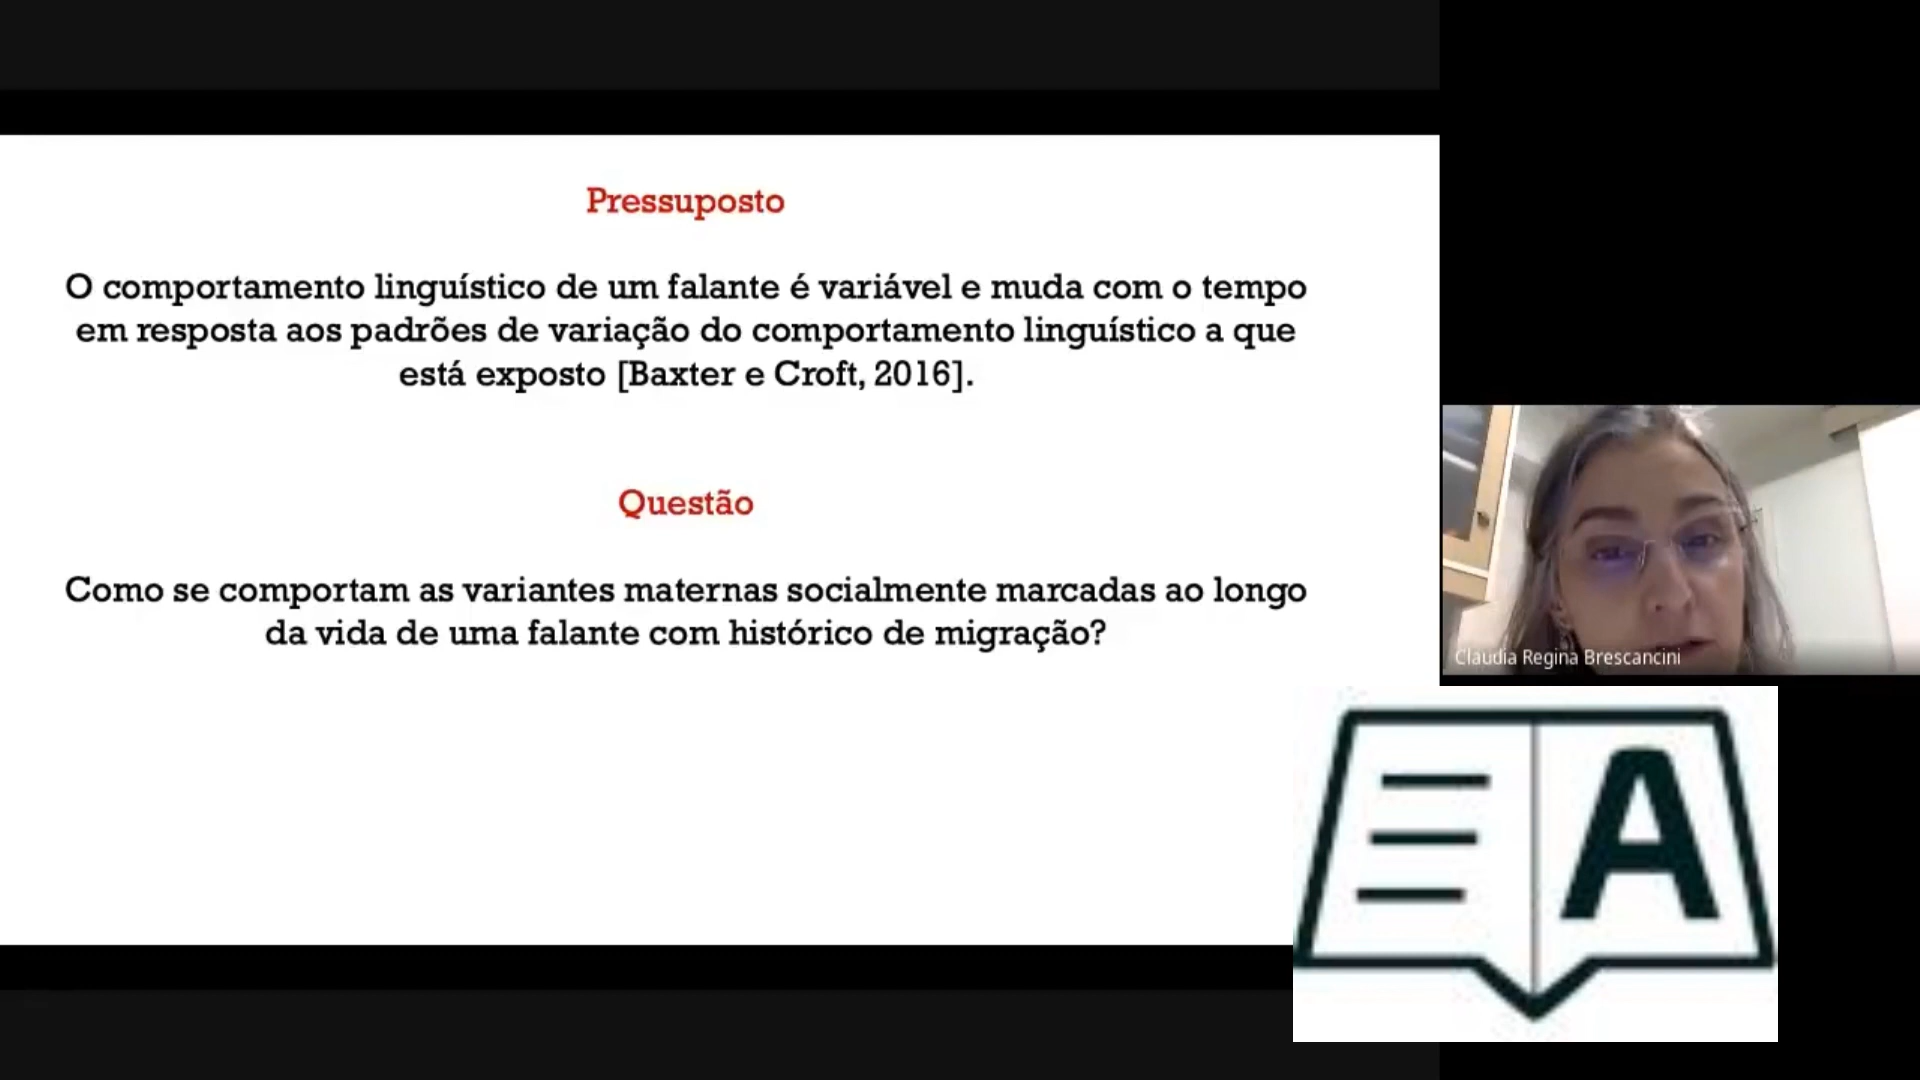 Pressuposto
O comportamento linguístico de um falante é variável e muda com o tempo
em resposta aos padrões de variação do comportamento linguístico a que
está exposto [Baxter e Croft, 2016].
Questão
Como se comportam as variantes maternas socialmente marcadas ao longo
da vida de uma falante com histórico de migração?
Claudia Regina Brescancini
A